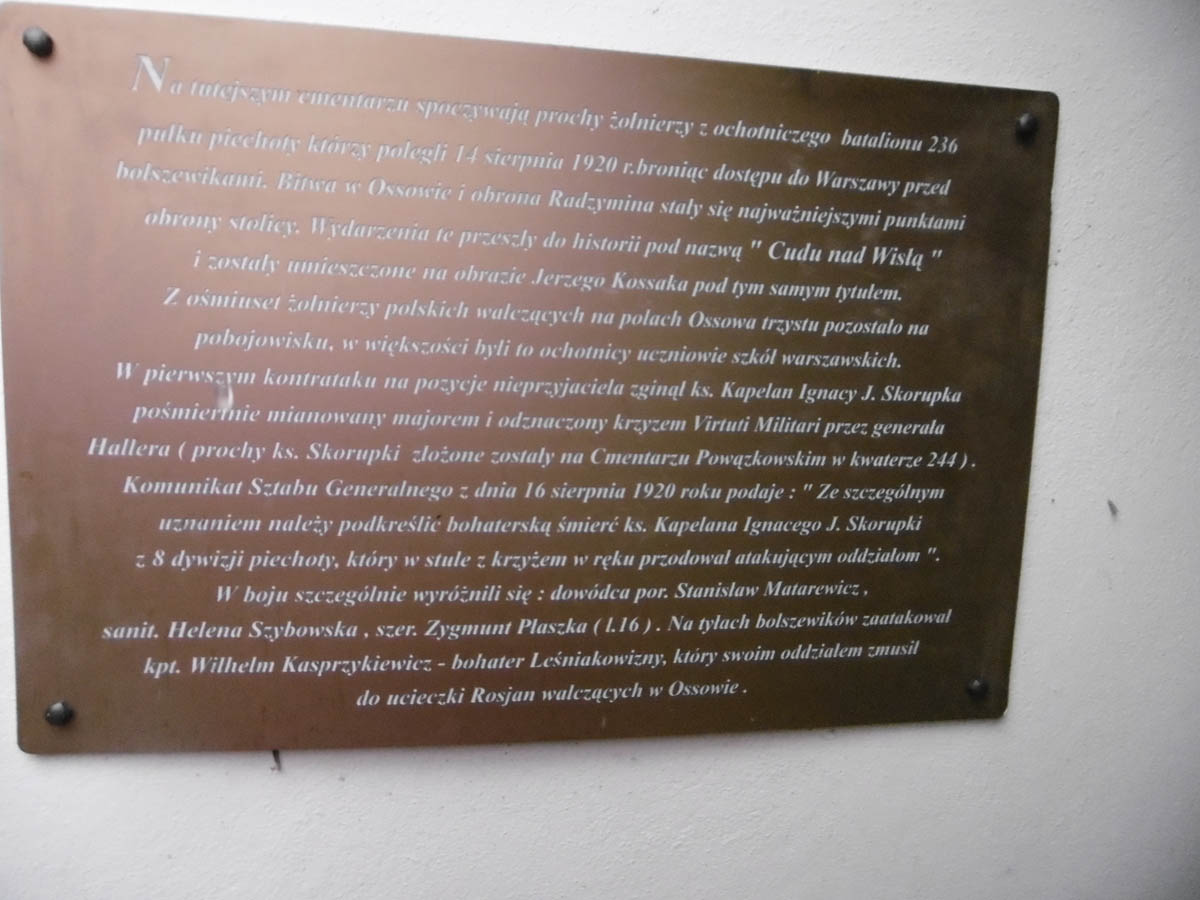 Na tutejszym cmentarzu spoczywają prochy żołnierzy z ochotniczego batalionu 236
pułku piechoty którzy polegli 14 sierpnia 1920 r.broniąc dostępu do Warszawy przed
bolszewikami. Bitwa w Ossowie i obrona Radzymina stały się najważniejszymi punktami
obrony stolicy. Wydarzenia te przeszły do historii pod nazwą " Cudu nad Wisłą "
i zostały umieszczone na obrazie Jerzego Kossaka pod tym samym tytułem.
Z ośmiuset żołnierzy polskich walczących na polach Ossowa trzystu pozostało na
pobojowisku, w większości byli to ochotnicy uczniowie szkół warszawskich.
W pierwszym kontrataku na pozycje nieprzyjaciela zginął ks. Kapelan Ignacy J. Skorupka
pośmiertnie mianowany majorem i odznaczony krzyzem Virtuti Militari przez generała
Hallera ( prochy ks. Skorupki złożone zostały na Cmentarzu Powązkowskim w kwaterze 244 ) .
Komunikat Sztabu Generalnego z dnia 16 sierpnia 1920 roku podaje : " Ze szczególnym
uznaniem należy podkreślić bohaterską śmierć ks. Kapelana Ignacego J. Skorupki
z 8 dywizji piechoty, który w stule z krzyżem w ręku przodował atakującym oddziałom ".
W boju szczególnie wyróżnili się : dowódca por. Stanisław Matarewicz ,
sanit. Helena Szybowska , szer. Zygmunt Płaszka ( l.16 ) . Na tyłach bolszewików zaatakował
kpt. Wilhelm Kasprzykiewicz - bohater Leśniakowizny, który swoim oddziałem zmusił
do ucieczki Rosjan walczących w Ossowie .